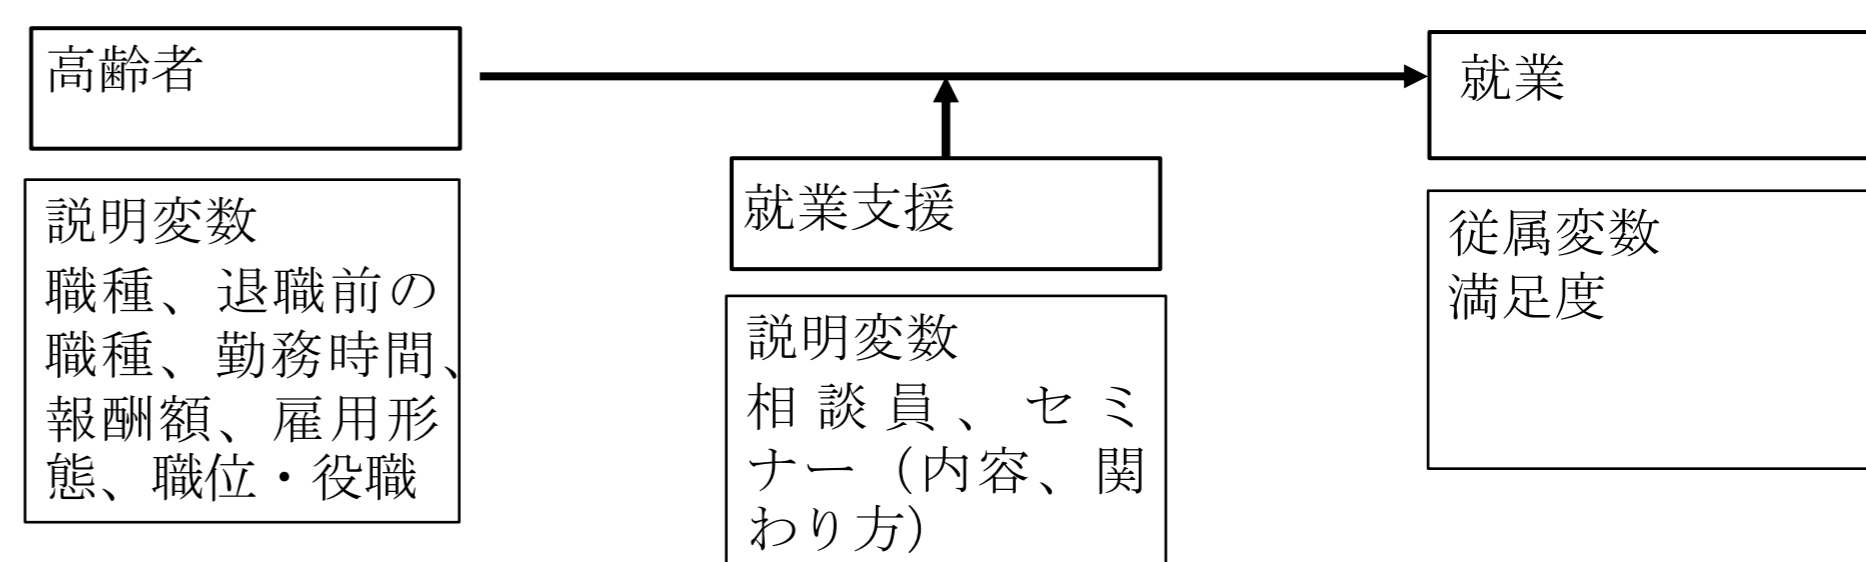 高齢者
説明変数
職種、退職前の
職種、勤務時間、
報酬額、雇用形
態、職位・役職
就業支援
説明変数
相談員、セミ
ナー（内容、関
わり方）
就業
従属変数
満足度